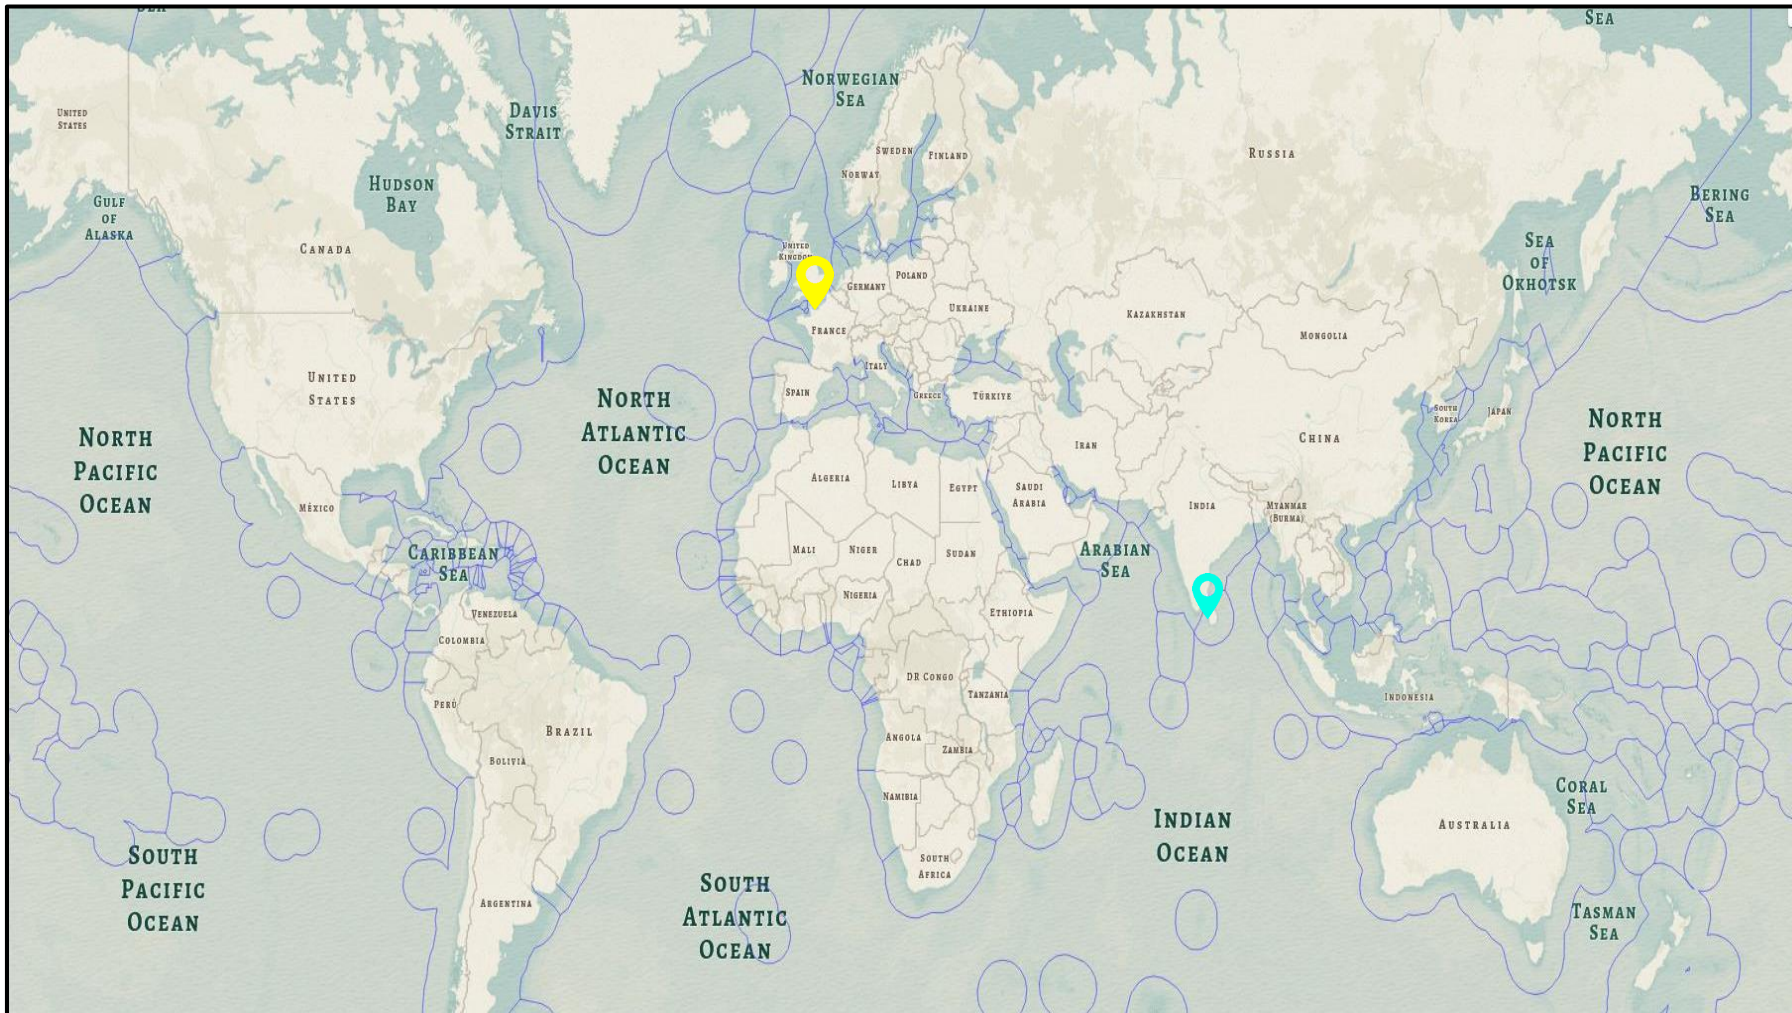 SEA
SEA
NORWEGIAN
SEA
DAVIS
STRAIT
UNITED
STATES
SWEDEN
FINLAND
NORWAY
RUSSIA
HUDSON
BAY
GULF
OF
ALASKA
BERING
SEA
CANADA
UNITED
KINGDOM
SEA
OF
OKHOTSK
POLAND
GERMANY
UKRAINE
KAZAKHSTAN
MONGOLIA
FRANCE
ITALY
UNITED
STATES
SPAIN
GREECE
TÜRKIYE
NORTH
ATLANTIC
OCEAN
SOUTH
KOREA
JAPAN
NORTH
PACIFIC
OCEAN
CHINA
NORTH
PACIFIC
OCEAN
IRAN
ALGERIA
LIBYA
EGYPT
SAUDI
ARABIA
INDIA
MYANMAR
(BURMA)
MÉXICO
MALI
NIGER
CHAD
SUDAN
ARABIAN
SEA
CARIBBEAN
SEA
NIGERIA
ETHIOPIA
VENEZUELA
COLOMBIA
DR CONGO
TANZANIA
INDONESIA
PERÚ
BRAZIL
ANGOLA
ZAMBIA
BOLIVIA
NAMIBIA
CORAL
SEA
INDIAN
OCEAN
AUSTRALIA
SOUTH
PACIFIC
OCEAN
SOUTH
AFRICA
SOUTH
ATLANTIC
OCEAN
ARGENTINA
TASMAN
SEA